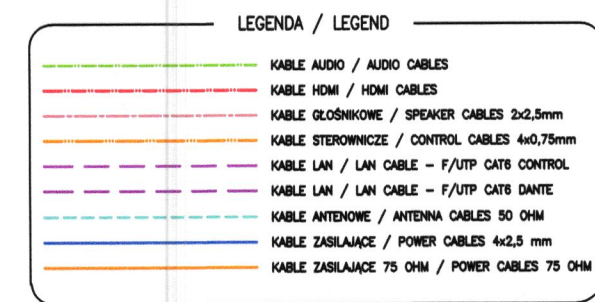 LEGENDA / LEGEND
KABLE AUDIO / AUDIO CABLES
KABLE HDMI / HDMI CABLES
KABLE GŁOŚNIKOWE / SPEAKER CABLES 2x2,5mm
KABLE STEROWNICZE / CONTROL CABLES 4x0,75mm
KABLE LAN / LAN CABLE – F/UTP CAT6 CONTROL
KABLE LAN / LAN CABLE – F/UTP CAT6 DANTE
KABLE ANTENOWE / ANTENNA CABLES 50 OHM
KABLE ZASILAJĄCE / POWER CABLES 4x2,5 mm
KABLE ZASILAJĄCE 75 OHM / POWER CABLES 75 OHM